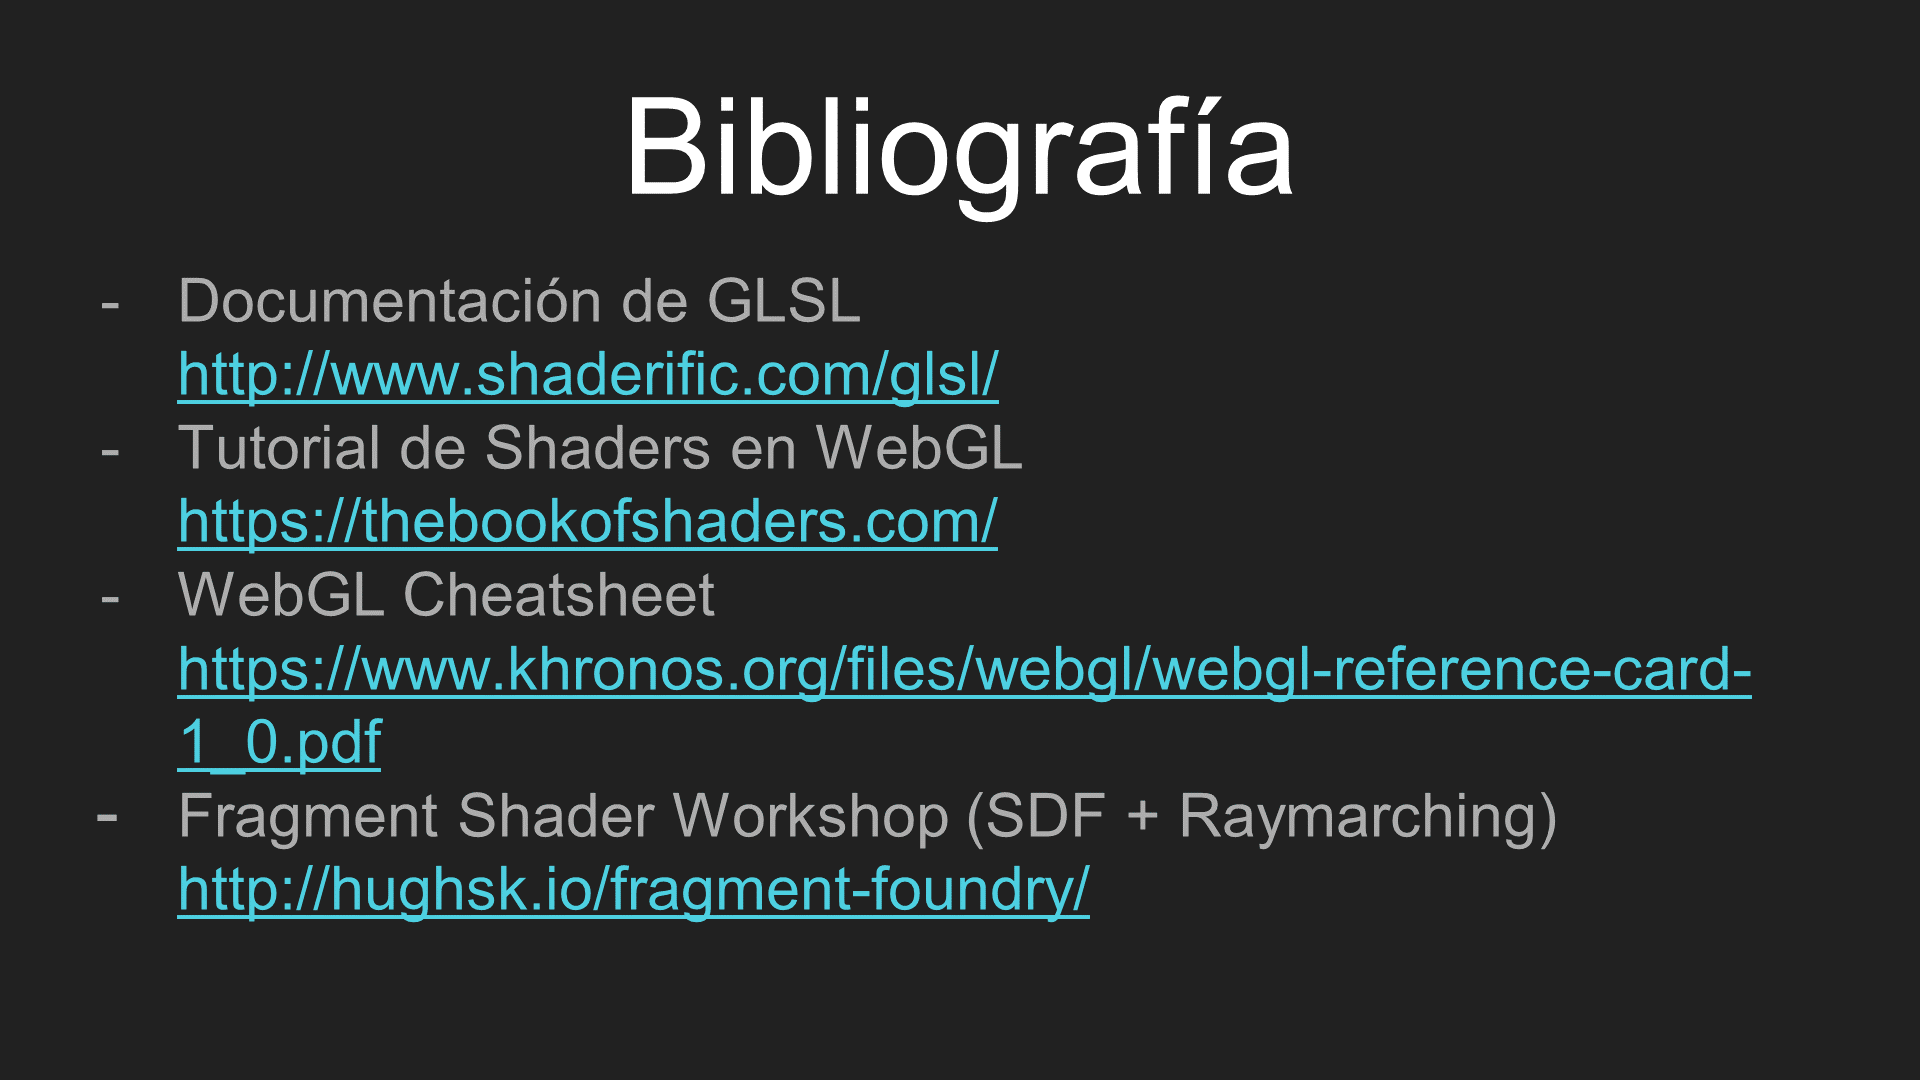 Bibliografía
- Documentación de GLSL
http://www.shaderific.com/glsl/
- Tutorial de Shaders en WebGL
https://thebookofshaders.com/
- WebGL Cheatsheet
https://www.khronos.org/files/webgl/webgl-reference-card-
1_0.pdf
- Fragment Shader Workshop (SDF + Raymarching)
http://hughsk.io/fragment-foundry/